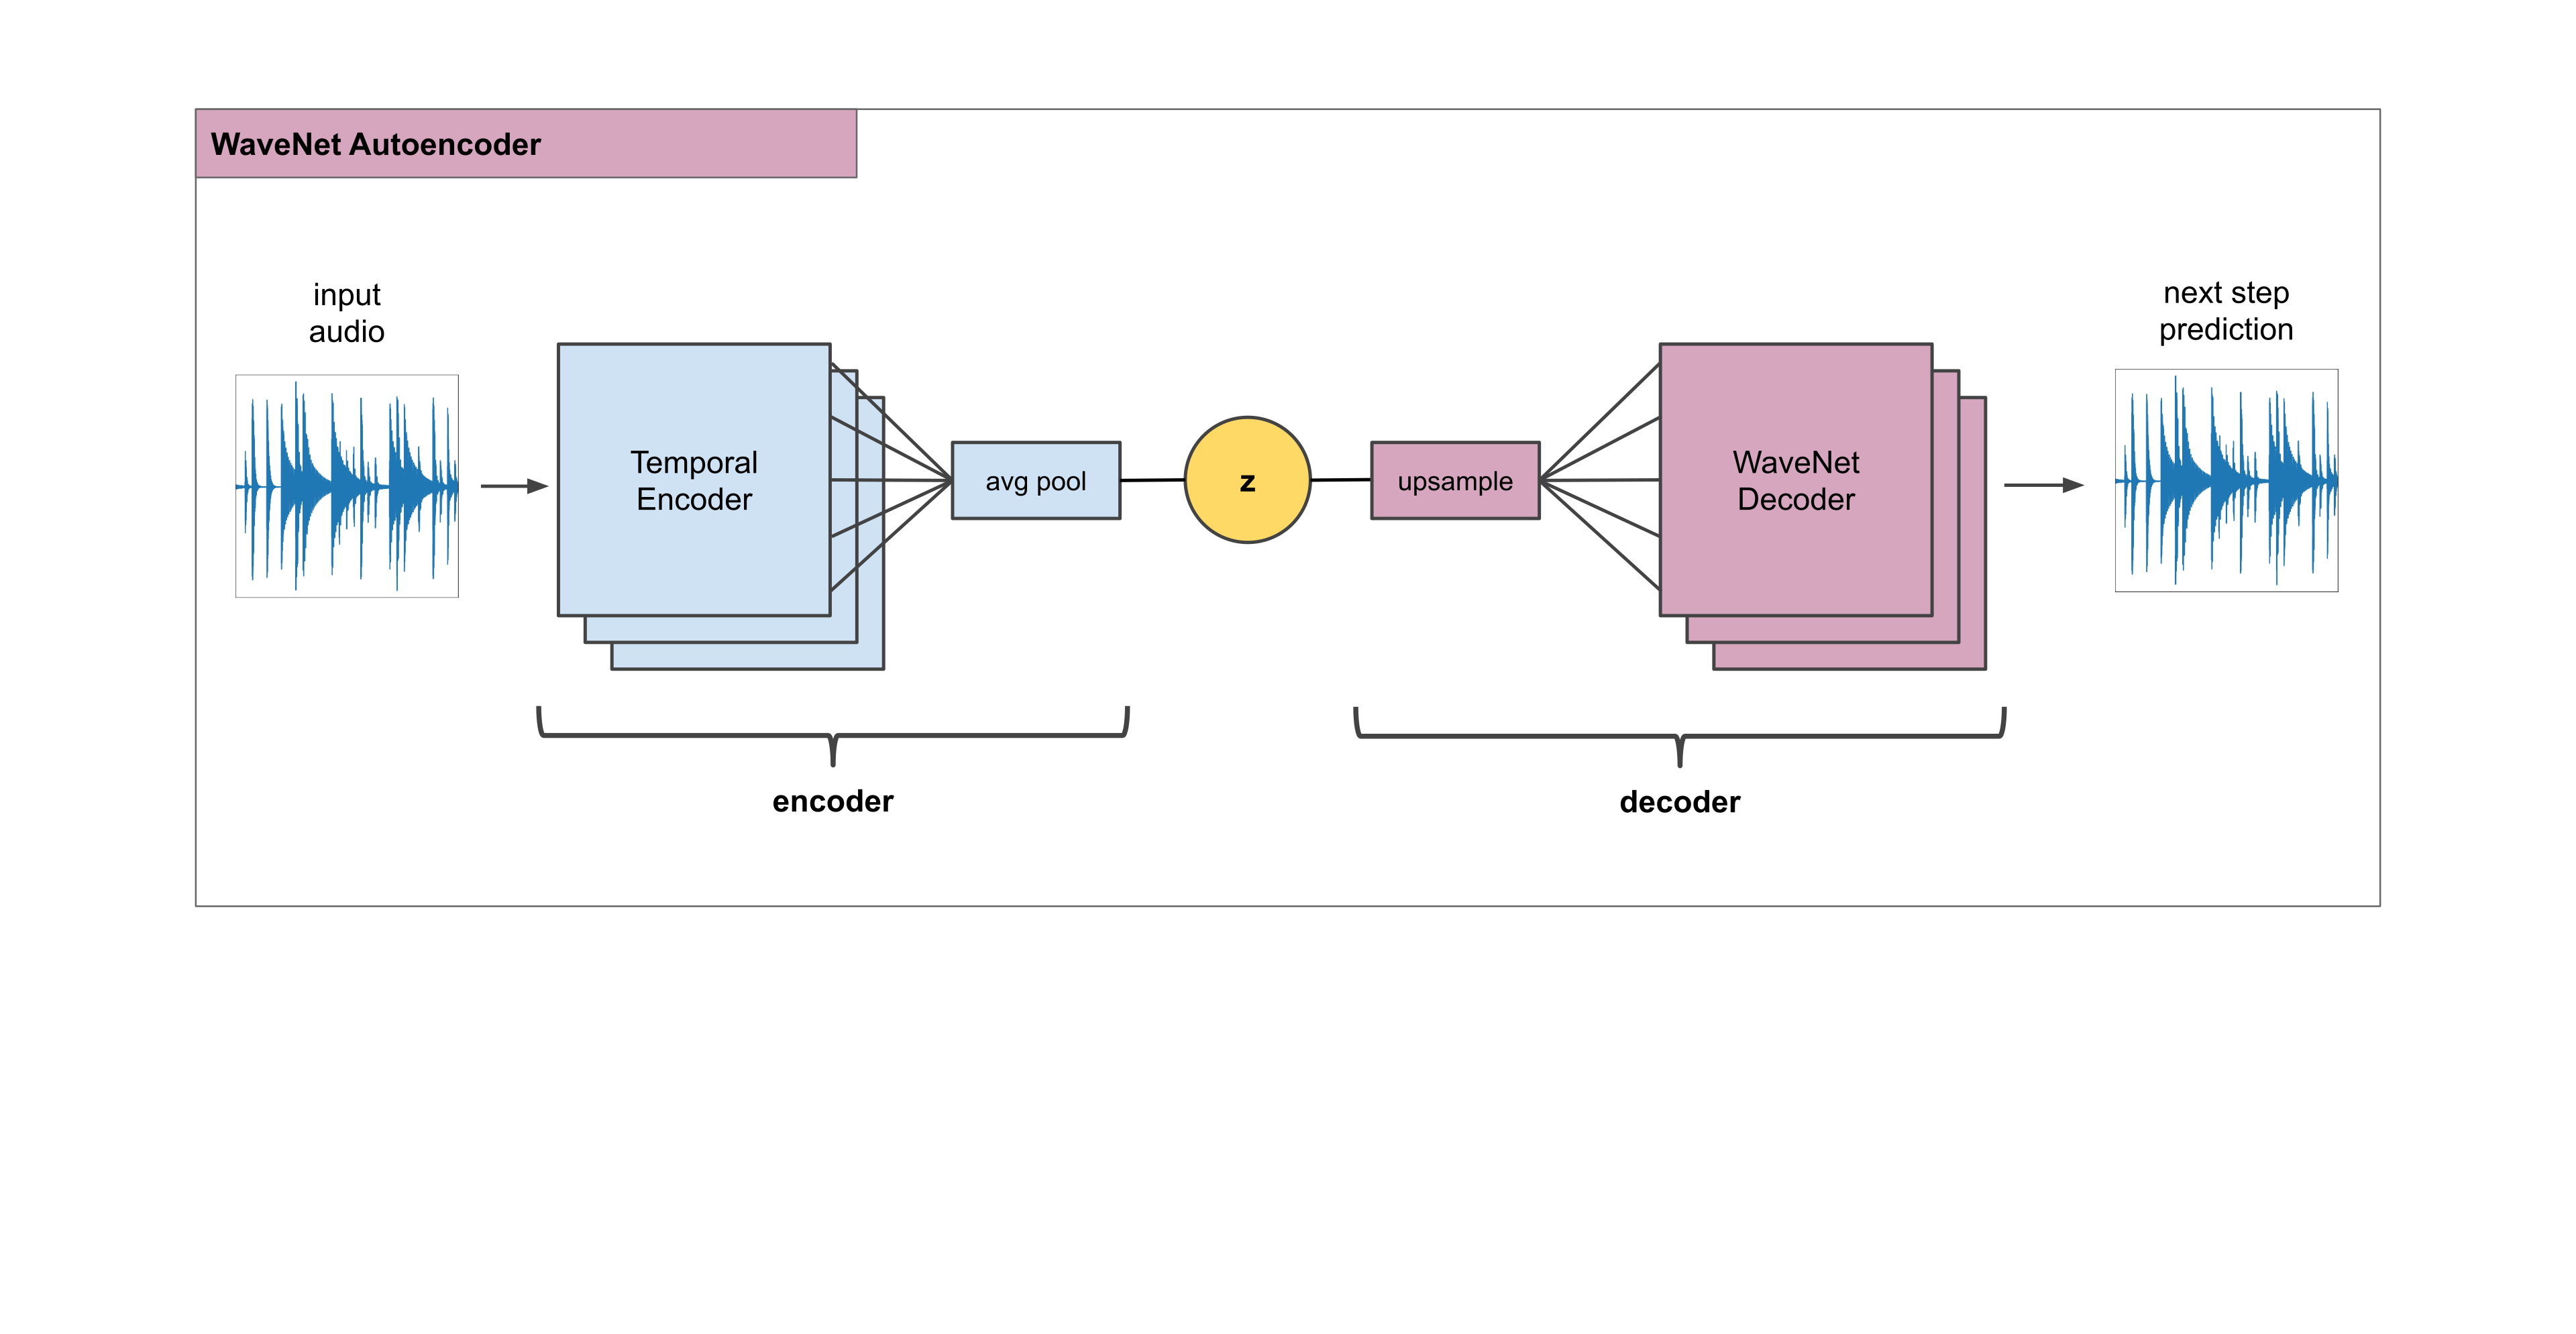 WaveNet Autoencoder
input
audio
Temporal
Encoder
avg pool
z
upsample
WaveNet
Decoder
next step
prediction
encoder
decoder